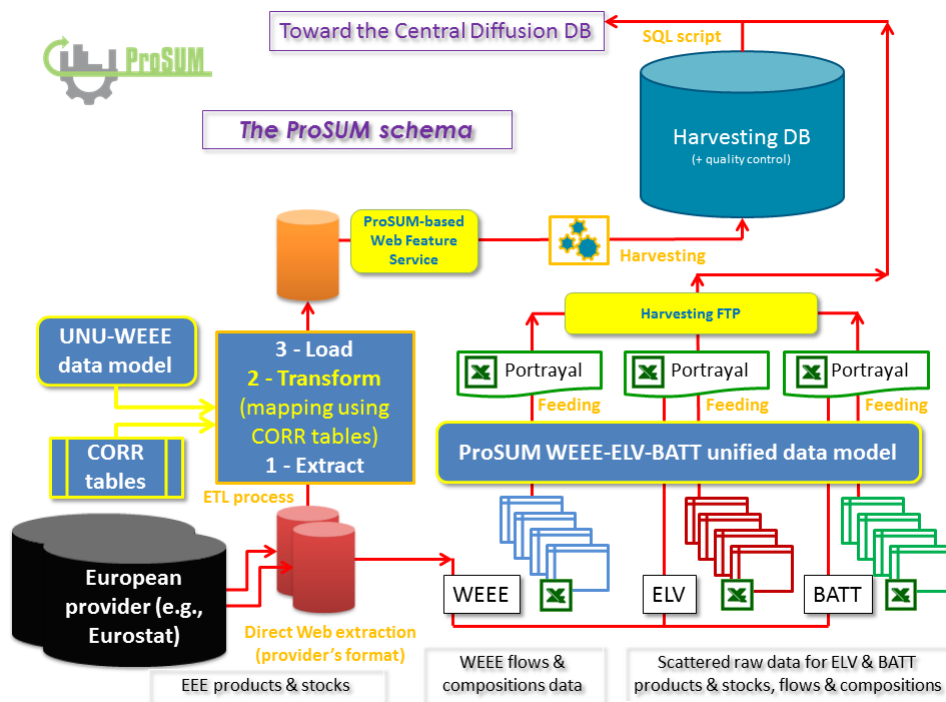 Toward the Central Diffusion DB
SQL script
ProSUM
The ProSUM schema
Harvesting DB
(+ quality control)
ProSUM-based
Web Feature
Service
Harvesting
Harvesting FTP
UNU-WEEE
data model
3 - Load
2 - Transform
(mapping using
CORR tables)
1 - Extract
Portrayal
Portrayal
Portrayal
Feeding
Feeding
Feeding
CORR
tables
ProSUM WEEE-ELV-BATT unified data model
ETL process
European
provider (e.g.,
Eurostat)
WEEE
ELV
BATT
Direct Web extraction
(provider's format)
EEE products & stocks
WEEE flows &
compositions data
Scattered raw data for ELV & BATT
products & stocks, flows & compositions